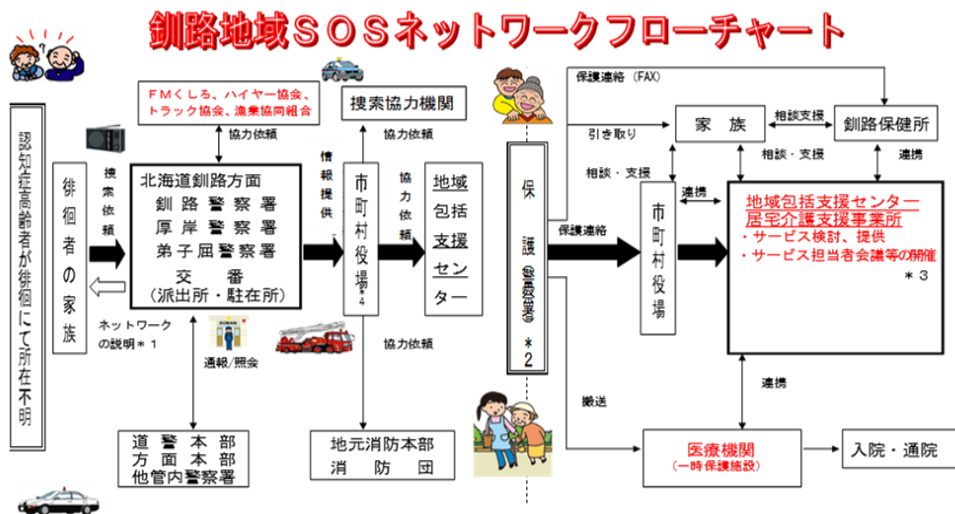 釧路地域SOSネットワークフローチャート
認知症高齢者が徘徊にて所在不明
徘徊者の家族
捜索依頼
ネットワーク
の説明*1
FMくしろ、ハイヤー協会、
トラック協会、漁業協同組合
協力依頼
北海道釧路方面
釧路警察署
厚岸警察署
弟子屈警察署
交番
(派出所・駐在所)
KOBAN
通報/照会
道警本部
方面本部
他管内警察署
情報提供
捜索協力機関
協力依頼
市町村役場*4
協力依頼
地域
包括
支援
セン
ター
協力依頼
地元消防本部
消防団
保護(警察署)*2
保護連絡(FAX)
引き取り
保護連絡
搬送
家族
相談支援
釧路保健所
相談・支援
相談・支援
連携
市町村役場
連携
地域包括支援センター
居宅介護支援事業所
・サービス検討、提供
・サービス担当者会議等の開催
*3
連携
医療機関
(一時保護施設)
入院・通院